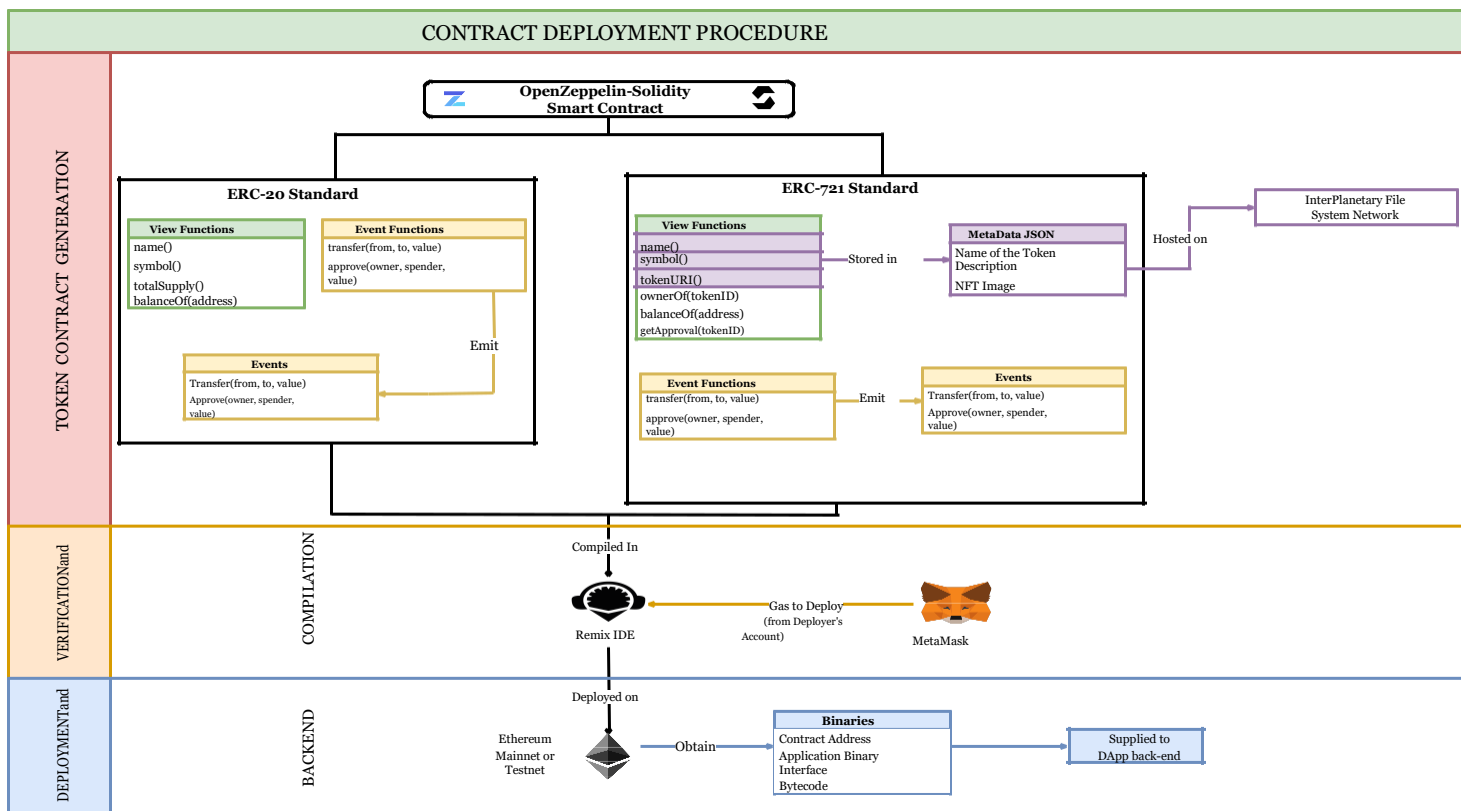 CONTRACT DEPLOYMENT PROCEDURE
TOKEN CONTRACT GENERATION
OpenZeppelin-Solidity
Smart Contract
ERC-20 Standard
View Functions
name()
symbol()
totalSupply()
balanceOf(address)
Event Functions
transfer(from, to, value)
approve(owner, spender,
value)
Emit
Events
Transfer(from, to, value)
Approve(owner, spender,
value)
ERC-721 Standard
View Functions
name()
symbol()
tokenURI()
ownerOf(tokenID)
balanceOf(address)
getApproval(tokenID)
Stored in
MetaData JSON
Name of the Token
Description
NFT Image
Hosted on
InterPlanetary File
System Network
Event Functions
transfer(from, to, value)
approve(owner, spender,
value)
Emit
Events
Transfer(from, to, value)
Approve(owner, spender,
value)
VERIFICATIONand
COMPILATION
Compiled In
Remix IDE
Gas to Deploy
(from Deployer's
Account)
MetaMask
DEPLOYMENTand
BACKEND
Deployed on
Ethereum
Mainnet or
Testnet
Obtain
Binaries
Contract Address
Application Binary
Interface
Bytecode
Supplied to
DApp back-end